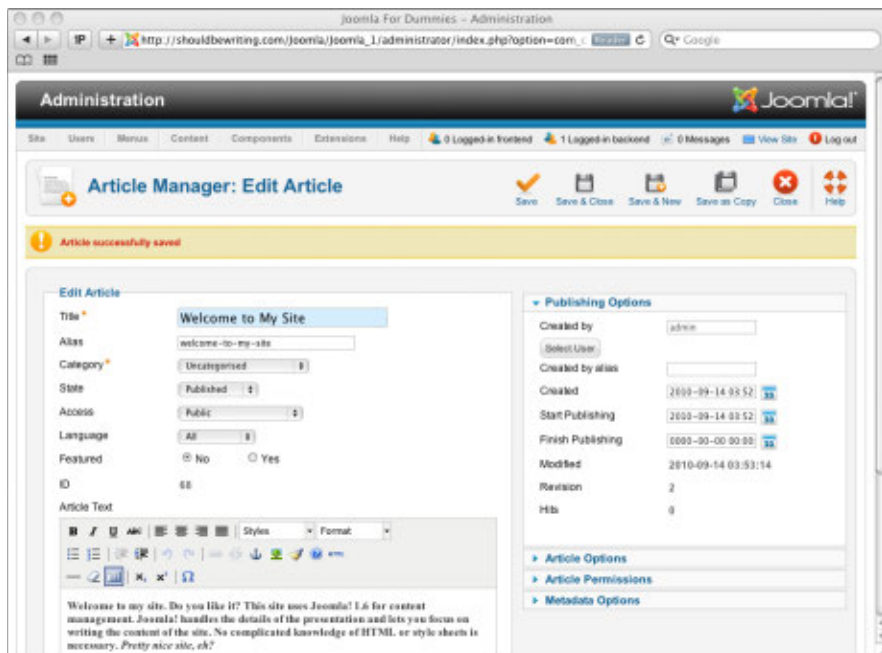 Joomla For Dummies – Administration
http://shouldbewriting.com/Joomla/Joomla_1/administrator/index.php?option=com_c Reader Google
Administration Joomla!
Site Users Menus Content Components Extensions Help 0 Logged-in frontend 1 Logged-in backend 0 Messages View Site Log out
Article Manager: Edit Article
Save Save & Close Save & New Save as Copy Close Help
Article successfully saved
Edit Article
Title * Welcome to My Site
Alias welcome-to-my-site
Category * Uncategorised
State Published
Access Public
Language All
Featured No Yes
ID 68
Article Text
B I U ABC Styles Format
HTML
Welcome to my site. Do you like it? This site uses Joomla! 1.6 for content
management. Joomla! handles the details of the presentation and lets you focus on
writing the content of the site. No complicated knowledge of HTML or style sheets is
necessary. Pretty nice site, eh?
Publishing Options
Created by admin
Select User
Created by alias
Created 2010-09-14 03:52
Start Publishing 2010-09-14 03:52
Finish Publishing 0000-00-00 00:00
Modified 2010-09-14 03:53:14
Revision 2
Hits 0
Article Options
Article Permissions
Metadata Options